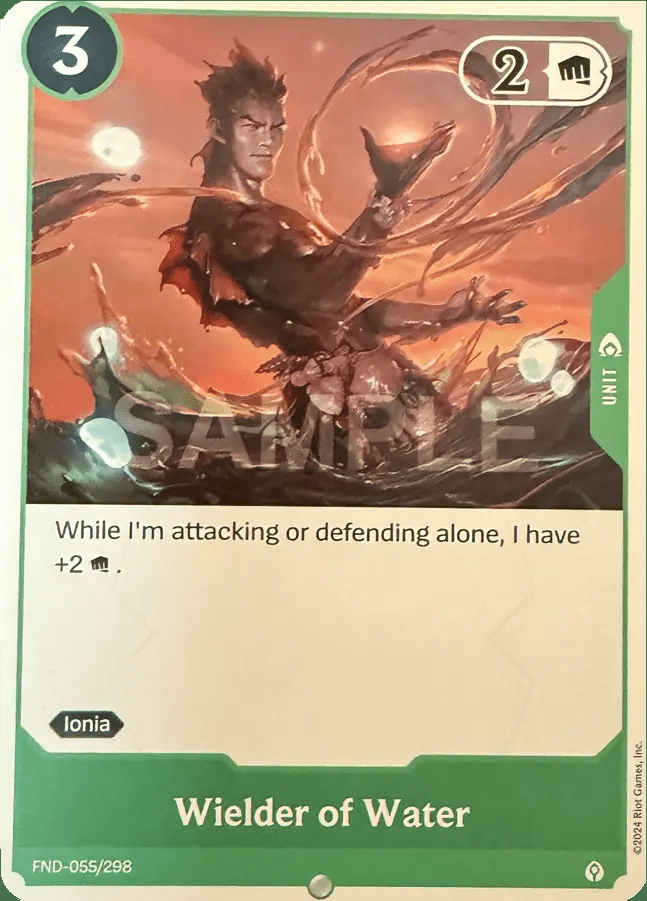 3
2
UNIT
SAMPLE
While I'm attacking or defending alone, I have
+2 .
Ionia
Wielder of Water
FND-055/298
©2024 Riot Games, Inc.